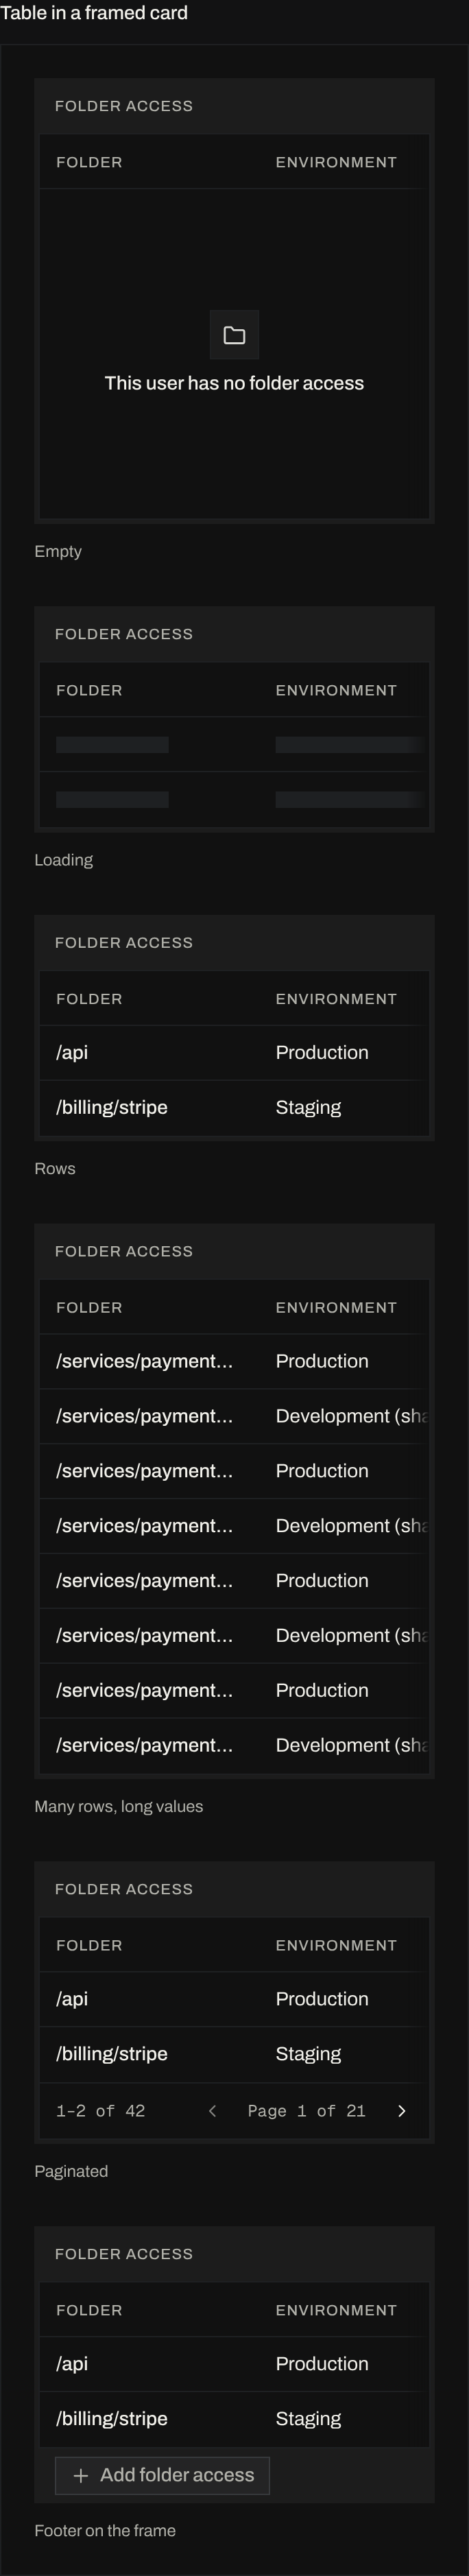 Table in a framed card
FOLDER ACCESS
FOLDER ENVIRONMENT
This user has no folder access
Empty
FOLDER ACCESS
FOLDER ENVIRONMENT
Loading
FOLDER ACCESS
FOLDER ENVIRONMENT
/api Production
/billing/stripe Staging
Rows
FOLDER ACCESS
FOLDER ENVIRONMENT
/services/payment... Production
/services/payment... Development (sha
/services/payment... Production
/services/payment... Development (sha
/services/payment... Production
/services/payment... Development (sha
/services/payment... Production
/services/payment... Development (sha
Many rows, long values
FOLDER ACCESS
FOLDER ENVIRONMENT
/api Production
/billing/stripe Staging
1–2 of 42 Page 1 of 21
Paginated
FOLDER ACCESS
FOLDER ENVIRONMENT
/api Production
/billing/stripe Staging
Add folder access
Footer on the frame